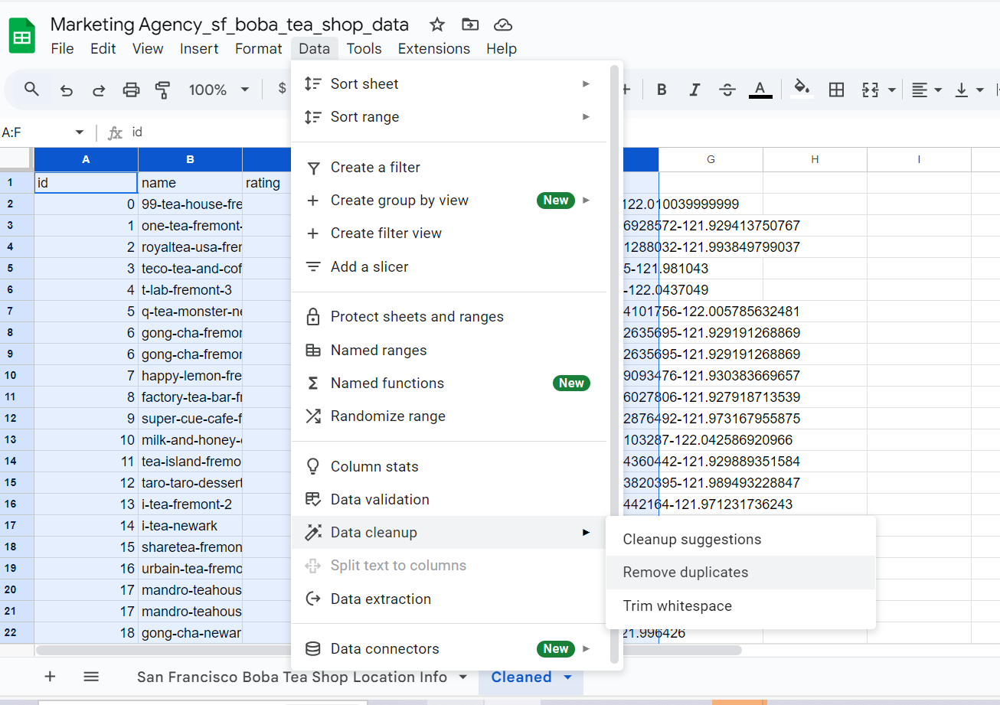 Marketing Agency_sf_boba_tea_shop_data
File Edit View Insert Format Data Tools Extensions Help
100% $ B I S A
A:F fx id
A B G H I
1 id name rating
2 0 99-tea-house-fre 122.010039999999
3 1 one-tea-fremont- 6928572-121.929413750767
4 2 royaltea-usa-frer 1288032-121.993849799037
5 3 teco-tea-and-cof 5-121.981043
6 4 t-lab-fremont-3 -122.0437049
7 5 q-tea-monster-ne 4101756-122.005785632481
8 6 gong-cha-fremor 2635695-121.929191268869
9 6 gong-cha-fremor 2635695-121.929191268869
10 7 happy-lemon-fre 9093476-121.930383669657
11 8 factory-tea-bar-fr 6027806-121.927918713539
12 9 super-cue-cafe-f 2876492-121.973167955875
13 10 milk-and-honey- 103287-122.042586920966
14 11 tea-island-fremo 4360442-121.929889351584
15 12 taro-taro-dessert 3820395-121.989493228847
16 13 i-tea-fremont-2 442164-121.971231736243
17 14 i-tea-newark
18 15 sharetea-fremon
19 16 urbain-tea-fremo
20 17 mandro-teahous
21 17 mandro-teahous
22 18 gong-cha-newar 21.996426
Sort sheet
Sort range
Create a filter
Create group by view New
Create filter view
Add a slicer
Protect sheets and ranges
Named ranges
Named functions New
Randomize range
Column stats
Data validation
Data cleanup
Split text to columns
Data extraction
Data connectors New
Cleanup suggestions
Remove duplicates
Trim whitespace
San Francisco Boba Tea Shop Location Info Cleaned